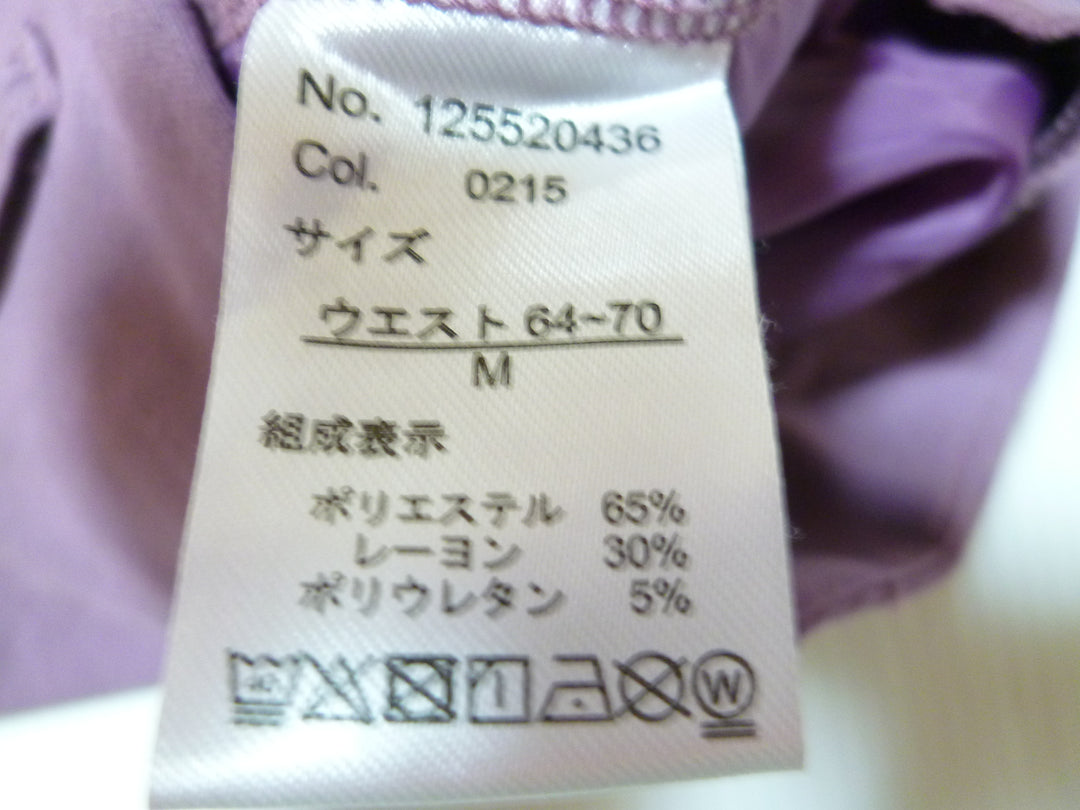 No. 125520436
Col. 0215
サイズ
ウエスト 64~70
M
組成表示
ポリエステル 65%
レーヨン 30%
ポリウレタン 5%
W